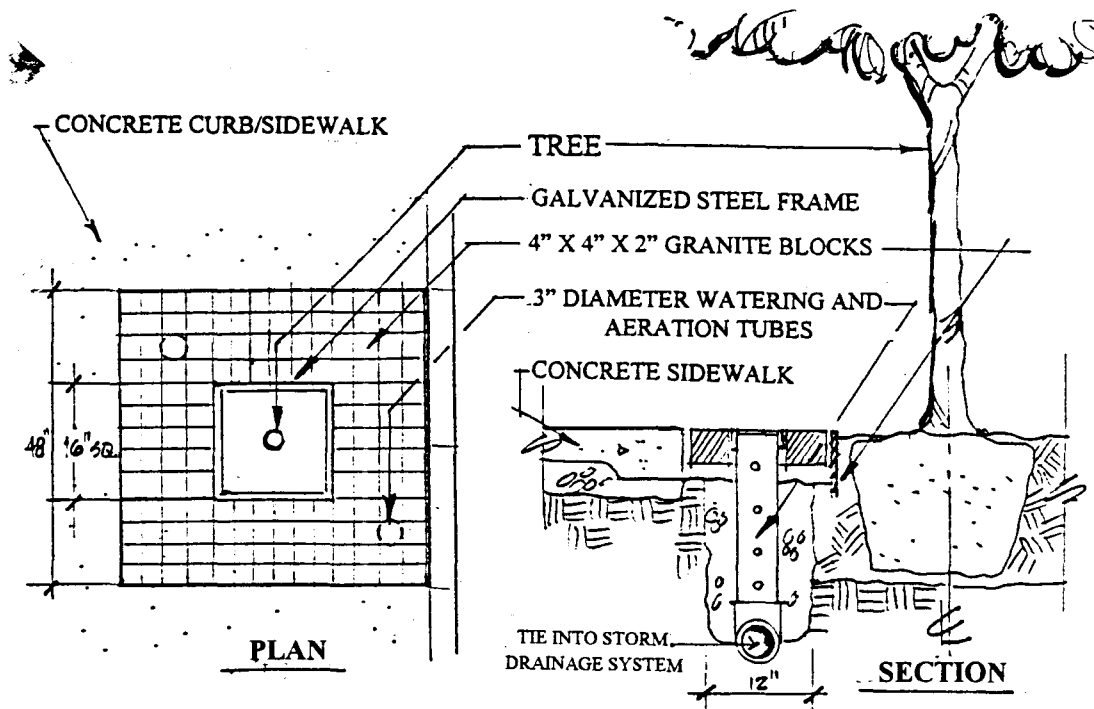 CONCRETE CURB/SIDEWALK
TREE
GALVANIZED STEEL FRAME
4" X 4" X 2" GRANITE BLOCKS
3" DIAMETER WATERING AND
AERATION TUBES
CONCRETE SIDEWALK
48"
16" SQ.
TIE INTO STORM
DRAINAGE SYSTEM
12"
PLAN
SECTION